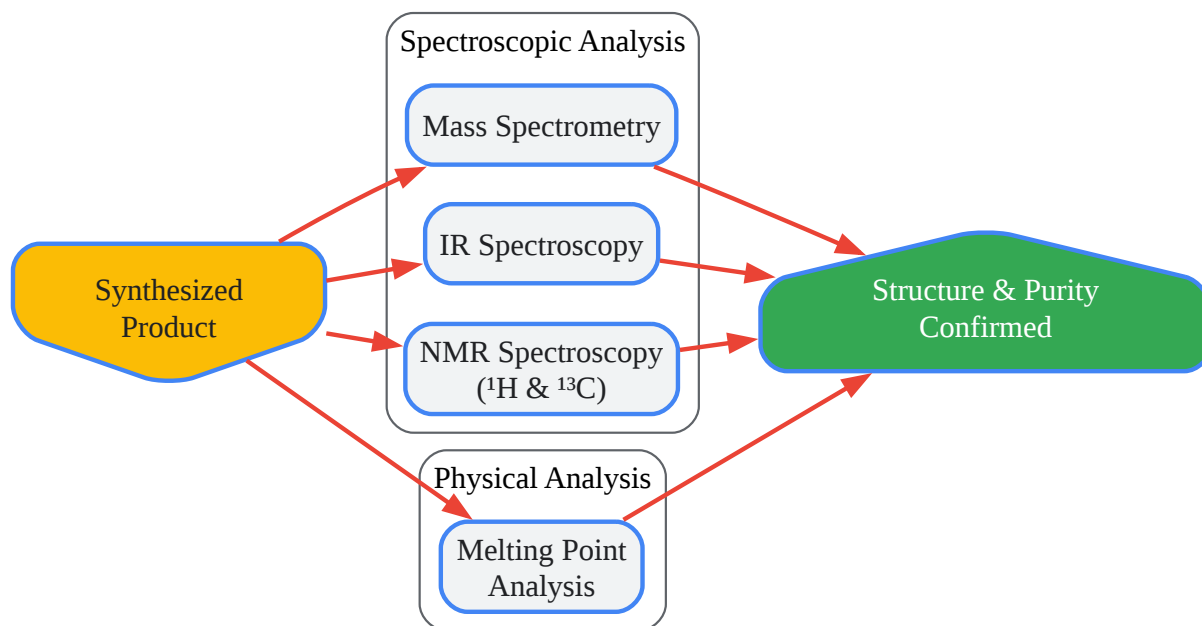 Spectroscopic Analysis
Mass Spectrometry
IR Spectroscopy
NMR Spectroscopy
(¹H & ¹³C)
Synthesized
Product
Structure & Purity
Confirmed
Physical Analysis
Melting Point
Analysis